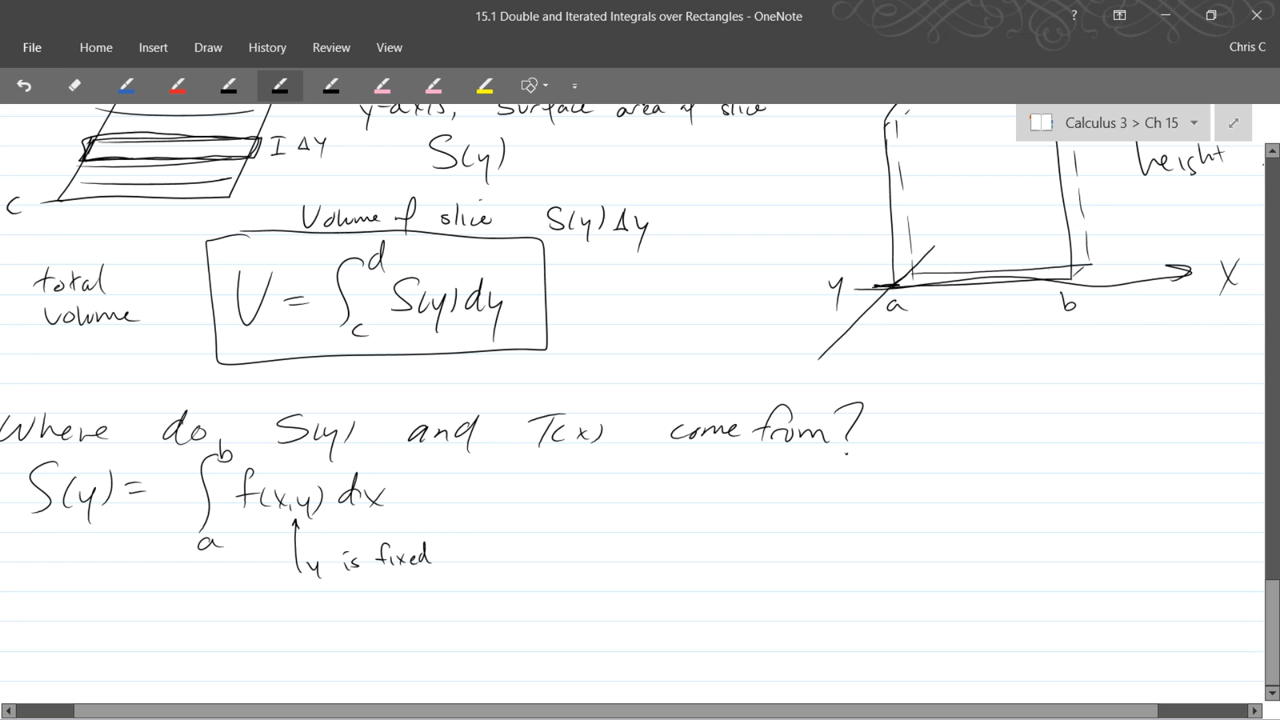 15.1 Double and Iterated Integrals over Rectangles - OneNote
?
File Home Insert Draw History Review View Chris C
Calculus 3 > Ch 15
y-axis, Surface area of slice
I Δy S(y) height
C
Volume of slice S(y) Δy
total volume V = ∫_c^d S(y) dy
y a b X
Where do S(y) and T(x) come from?
S(y) = ∫_a^b f(x,y) dx
y is fixed